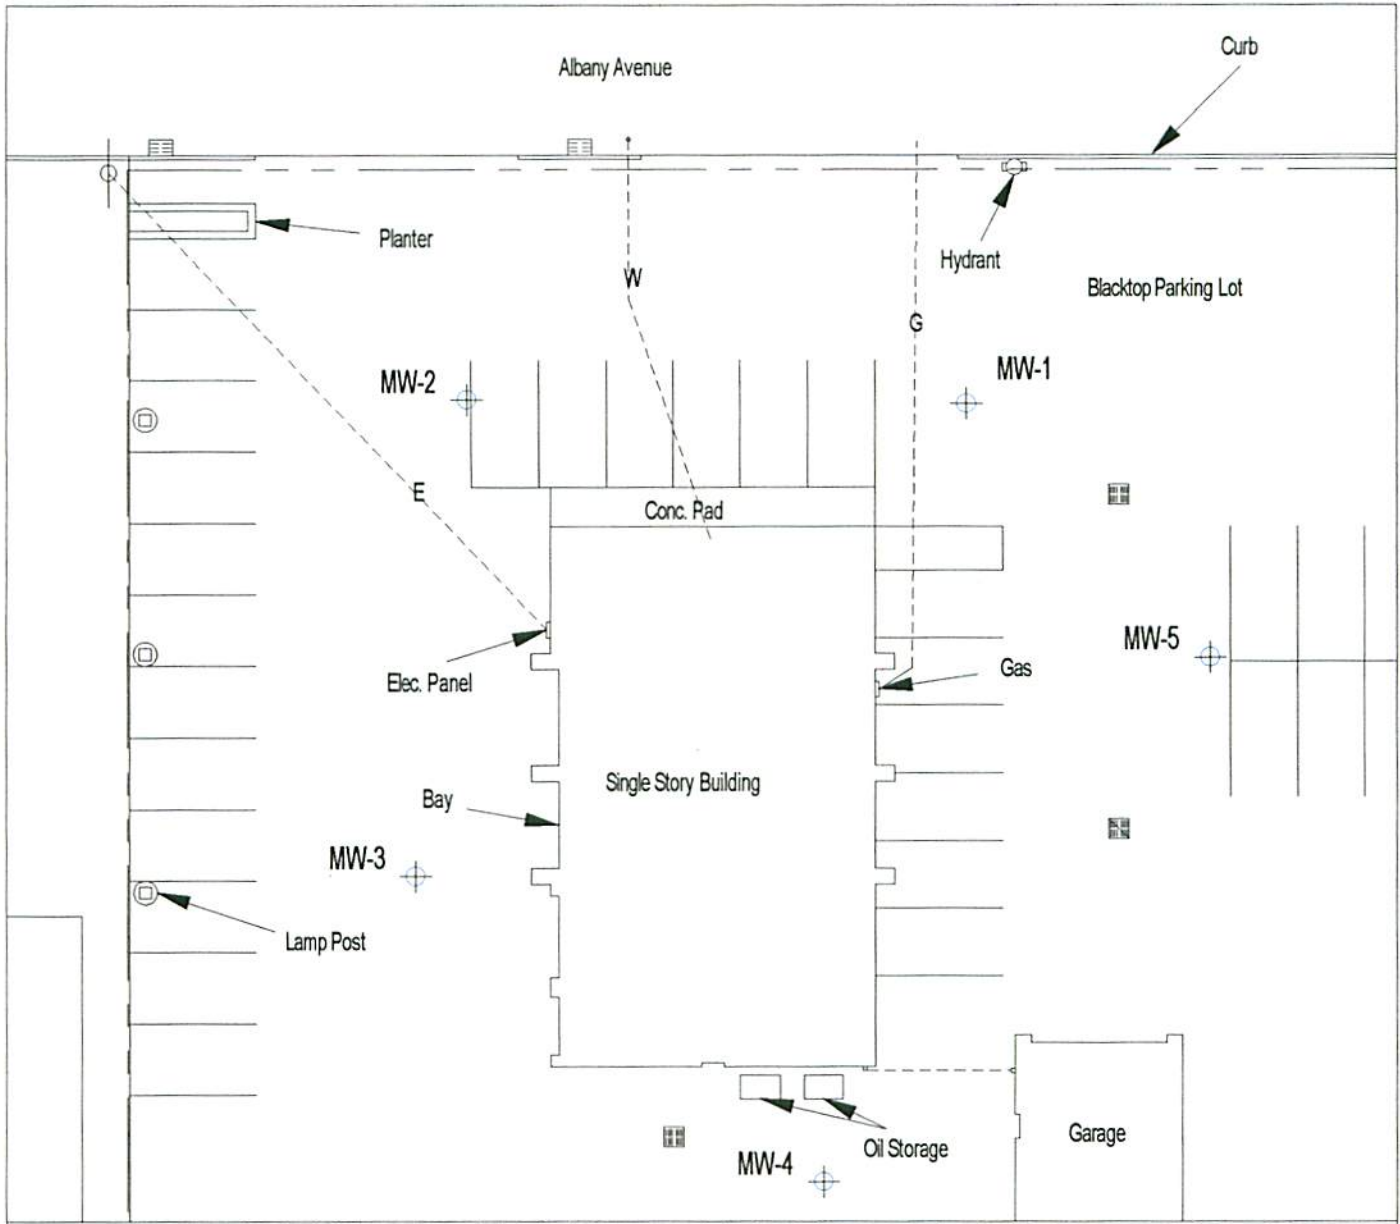 Curb
Albany Avenue
Planter
Hydrant
W
Blacktop Parking Lot
G
MW-2
MW-1
E
Conc. Pad
MW-5
Gas
Elec. Panel
Single Story Building
Bay
MW-3
Lamp Post
Garage
Oil Storage
MW-4